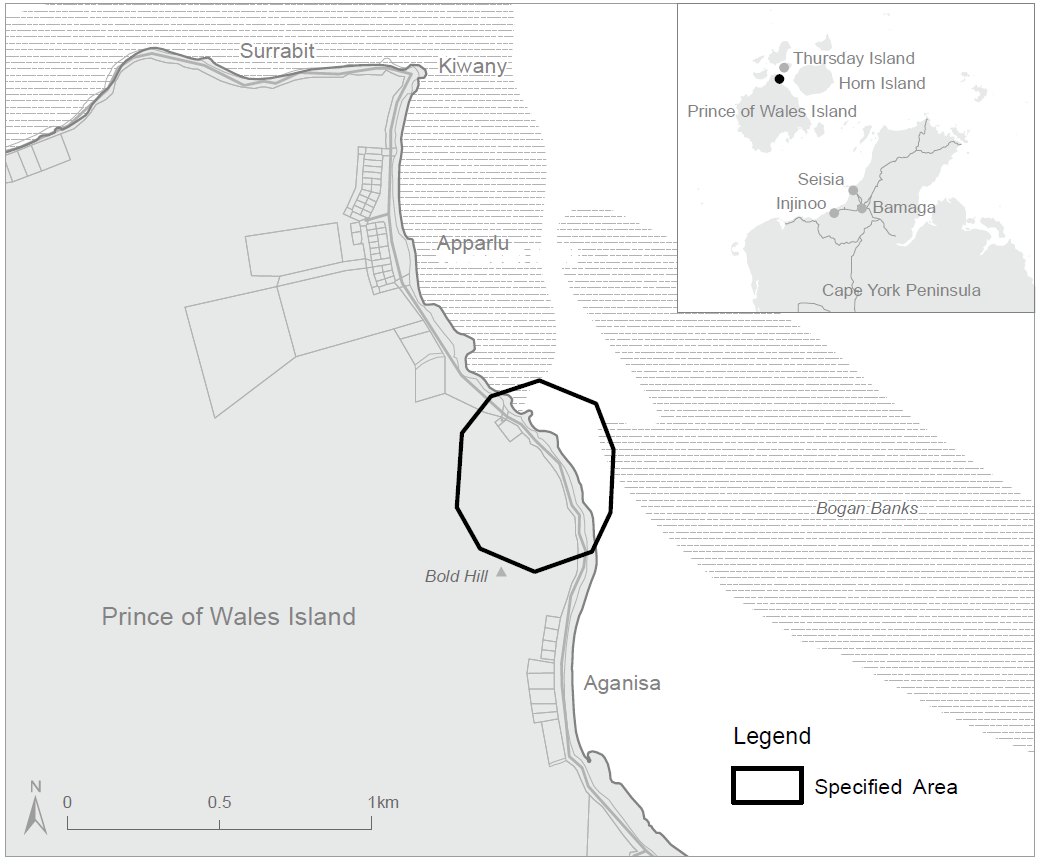 Surrabit
Kiwany
Thursday Island
Horn Island
Prince of Wales Island
Seisia
Injinoo
Bamaga
Cape York Peninsula
Apparlu
Bogan Banks
Bold Hill
Prince of Wales Island
Aganisa
Legend
Specified Area
N
0 0.5 1km